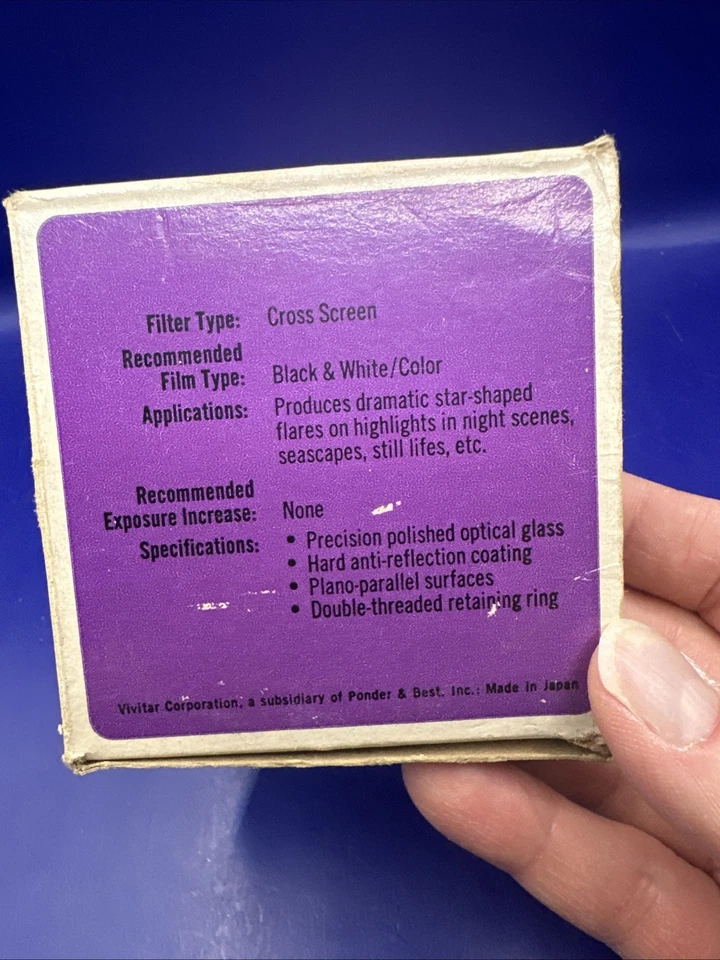 Filter Type: Cross Screen
Recommended
Film Type: Black & White/Color
Applications: Produces dramatic star-shaped
flares on highlights in night scenes,
seascapes, still lifes, etc.
Recommended
Exposure Increase: None
Specifications: • Precision polished optical glass
• Hard anti-reflection coating
• Plano-parallel surfaces
• Double-threaded retaining ring
Vivitar Corporation, a subsidiary of Ponder & Best, Inc.; Made in Japan